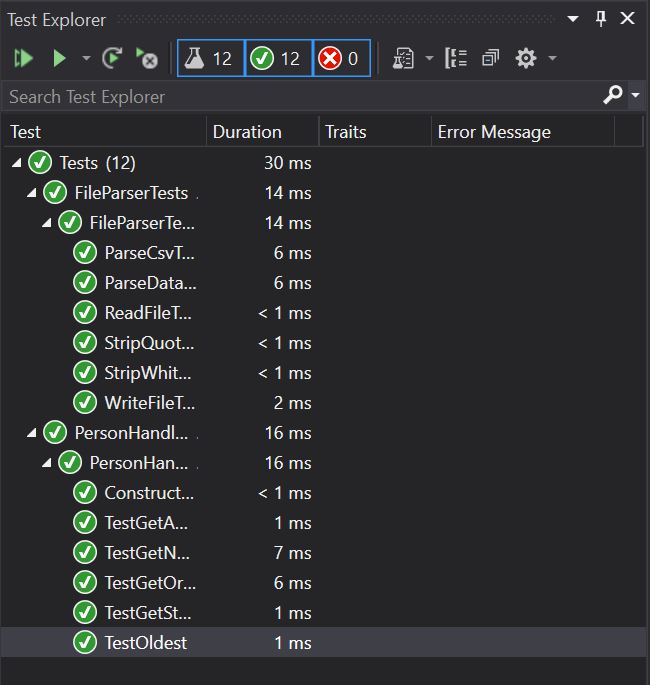 Test Explorer
12 12 0
Search Test Explorer
Test Duration Traits Error Message
Tests (12) 30 ms
FileParserTests . 14 ms
FileParserTe... 14 ms
ParseCsvT... 6 ms
ParseData... 6 ms
ReadFileT... < 1 ms
StripQuot... < 1 ms
StripWhit... < 1 ms
WriteFileT... 2 ms
PersonHandl... . 16 ms
PersonHan... . 16 ms
Construct... < 1 ms
TestGetA... 1 ms
TestGetN... 7 ms
TestGetOr... 6 ms
TestGetSt... 1 ms
TestOldest 1 ms